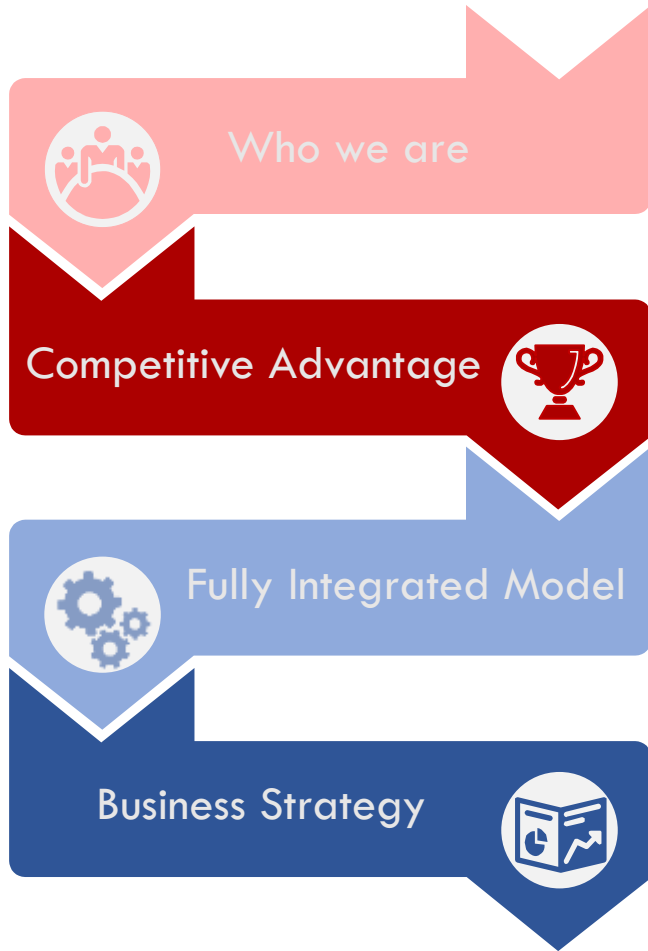 Who we are
Competitive Advantage
Fully Integrated Model
Business Strategy